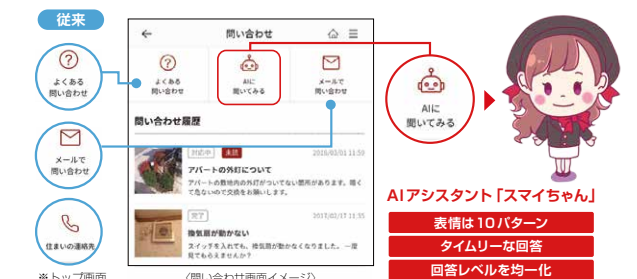 従来
よくある
問い合わせ
メールで
問い合わせ
住まいの連絡先
※トップ画面
問い合わせ
よくある
問い合わせ
AIに
聞いてみる
メールで
問い合わせ
問い合わせ履歴
対応中 未読 2018/03/01 11:50
アパートの外灯について
アパートの敷地内の外灯がついてない箇所があります。暗く
て危ないので交換をお願いします。
完了 2017/02/17 11:55
換気扇が動かない
スイッチを入れても、換気扇が動かなくなりました。一度
見てもらえませんか?
〈問い合わせ画面イメージ〉
AIに
聞いてみる
AIアシスタント「スマイちゃん」
表情は10パターン
タイムリーな回答
回答レベルを均一化